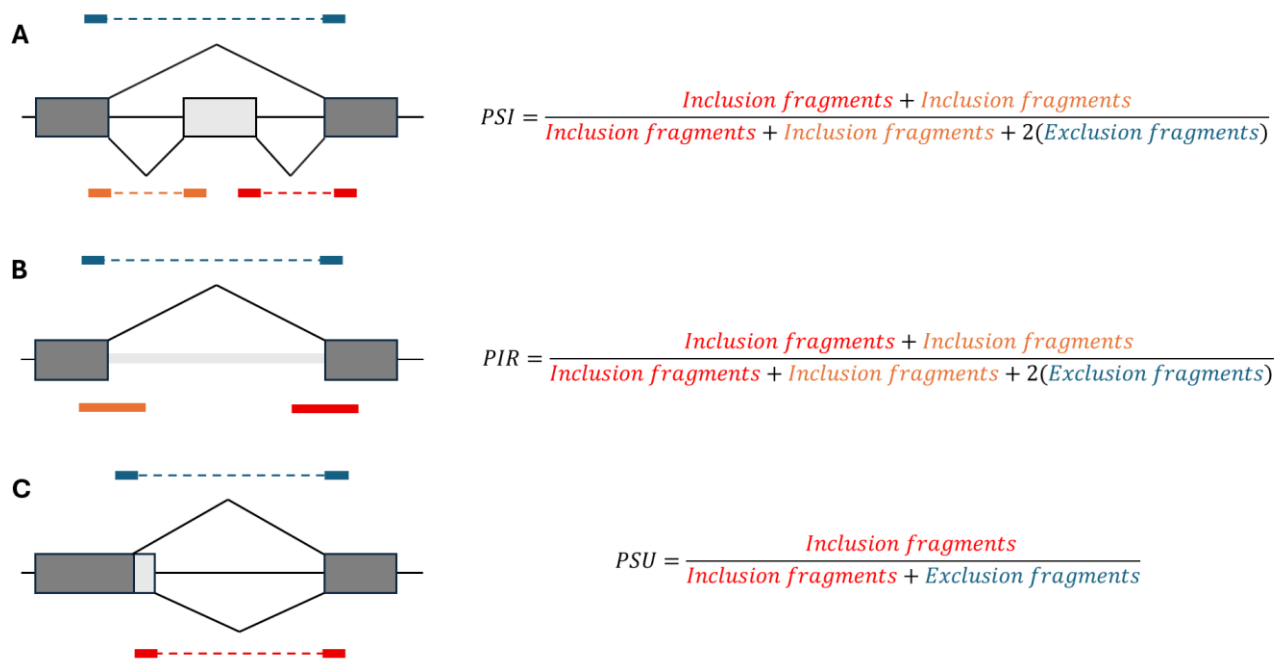 A
PSI = Inclusion fragments + Inclusion fragments
Inclusion fragments + Inclusion fragments + 2(Exclusion fragments)
B
PIR = Inclusion fragments + Inclusion fragments
Inclusion fragments + Inclusion fragments + 2(Exclusion fragments)
C
PSU = Inclusion fragments
Inclusion fragments + Exclusion fragments